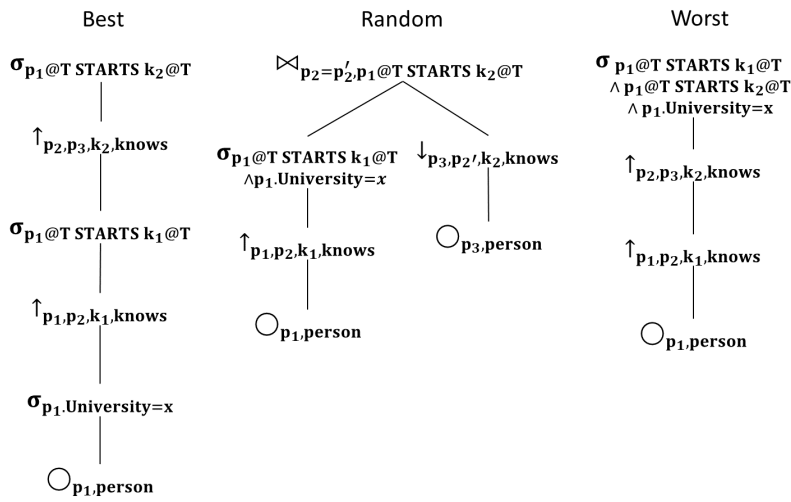 Best
σp₁@T STARTS k₂@T
↑p₂,p₃,k₂,knows
σp₁@T STARTS k₁@T
↑p₁,p₂,k₁,knows
σp₁.University=x
○p₁,person
Random
⋈p₂=p₂′,p₁@T STARTS k₂@T
σp₁@T STARTS k₁@T
∧p₁.University=x
↑p₁,p₂,k₁,knows
○p₁,person
↓p₃,p₂′,k₂,knows
○p₃,person
Worst
σp₁@T STARTS k₁@T
∧ p₁@T STARTS k₂@T
∧ p₁.University=x
↑p₂,p₃,k₂,knows
↑p₁,p₂,k₁,knows
○p₁,person